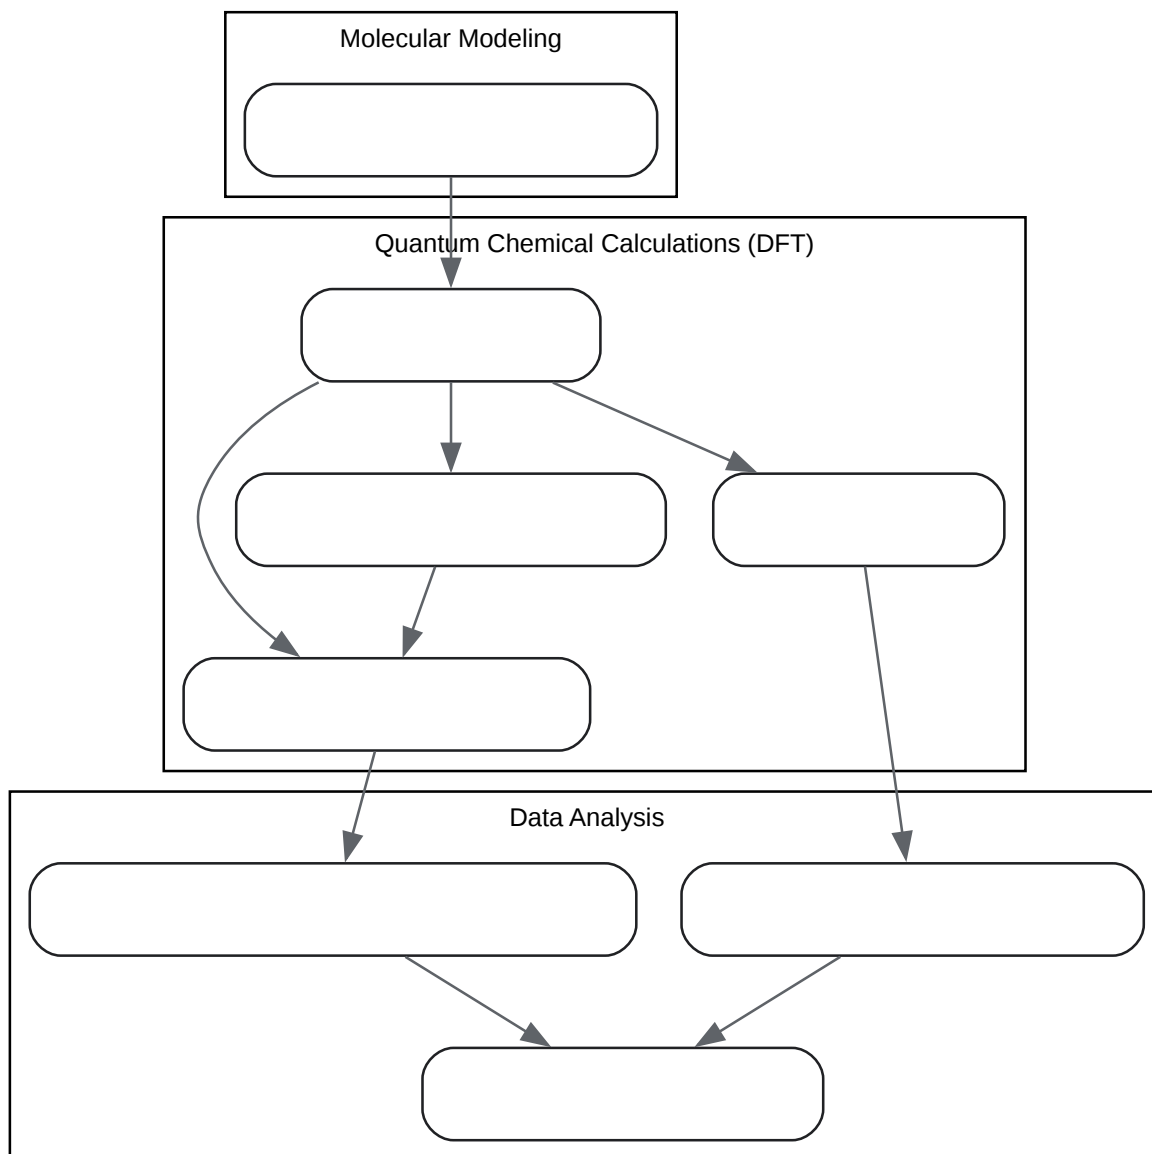 Molecular Modeling
Quantum Chemical Calculations (DFT)
Data Analysis